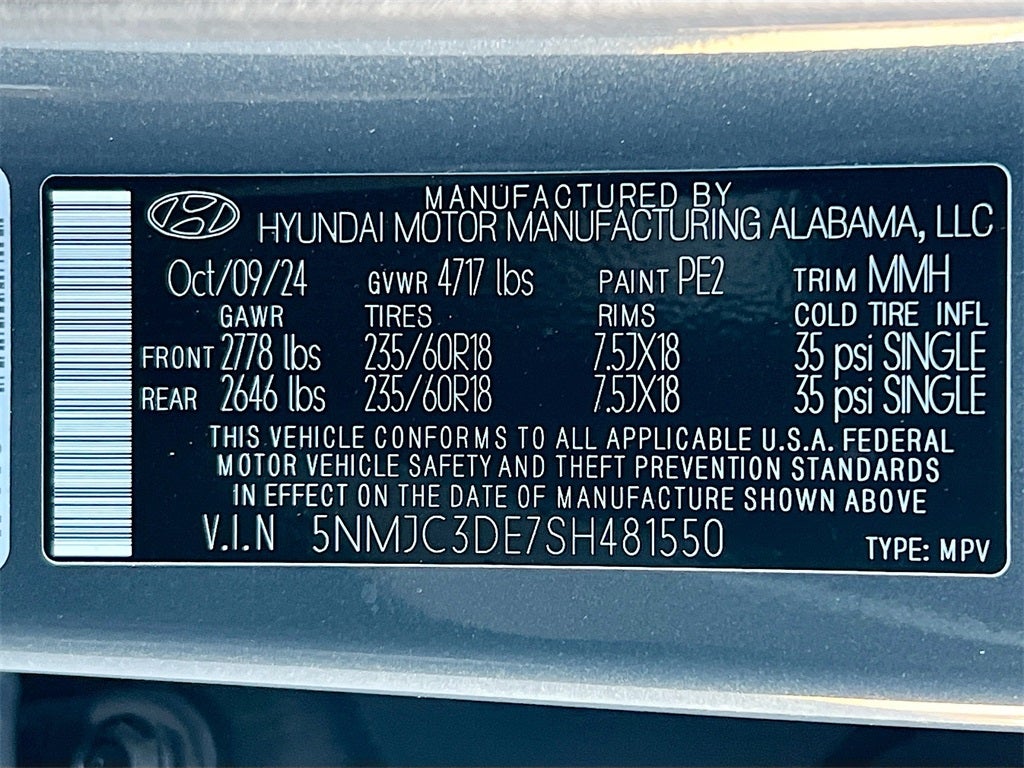 MANUFACTURED BY
HYUNDAI MOTOR MANUFACTURING ALABAMA, LLC
Oct/09/24 GVWR 4717 lbs PAINT PE2 TRIM MMH
GAWR TIRES RIMS COLD TIRE INFL
FRONT 2778 lbs 235/60R18 7.5JX18 35 psi SINGLE
REAR 2646 lbs 235/60R18 7.5JX18 35 psi SINGLE
THIS VEHICLE CONFORMS TO ALL APPLICABLE U.S.A. FEDERAL
MOTOR VEHICLE SAFETY AND THEFT PREVENTION STANDARDS
IN EFFECT ON THE DATE OF MANUFACTURE SHOWN ABOVE
V.I.N 5NMJC3DE7SH481550
TYPE: MPV